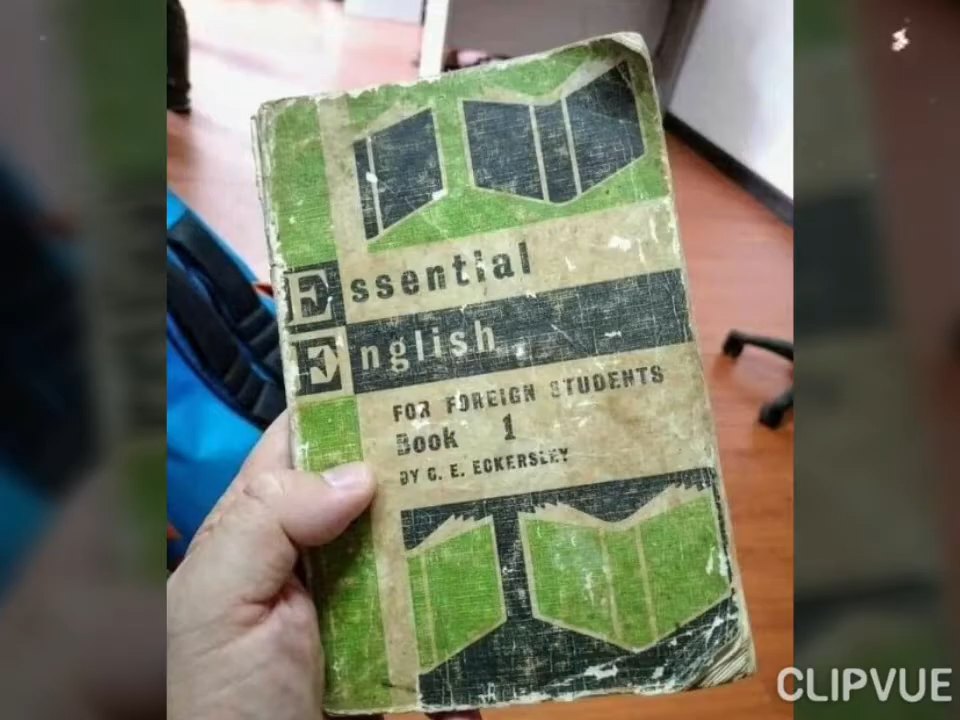 Essential
English
FOR FOREIGN STUDENTS
Book 1
BY C. E. ECKERSLEY
CLIPVUE